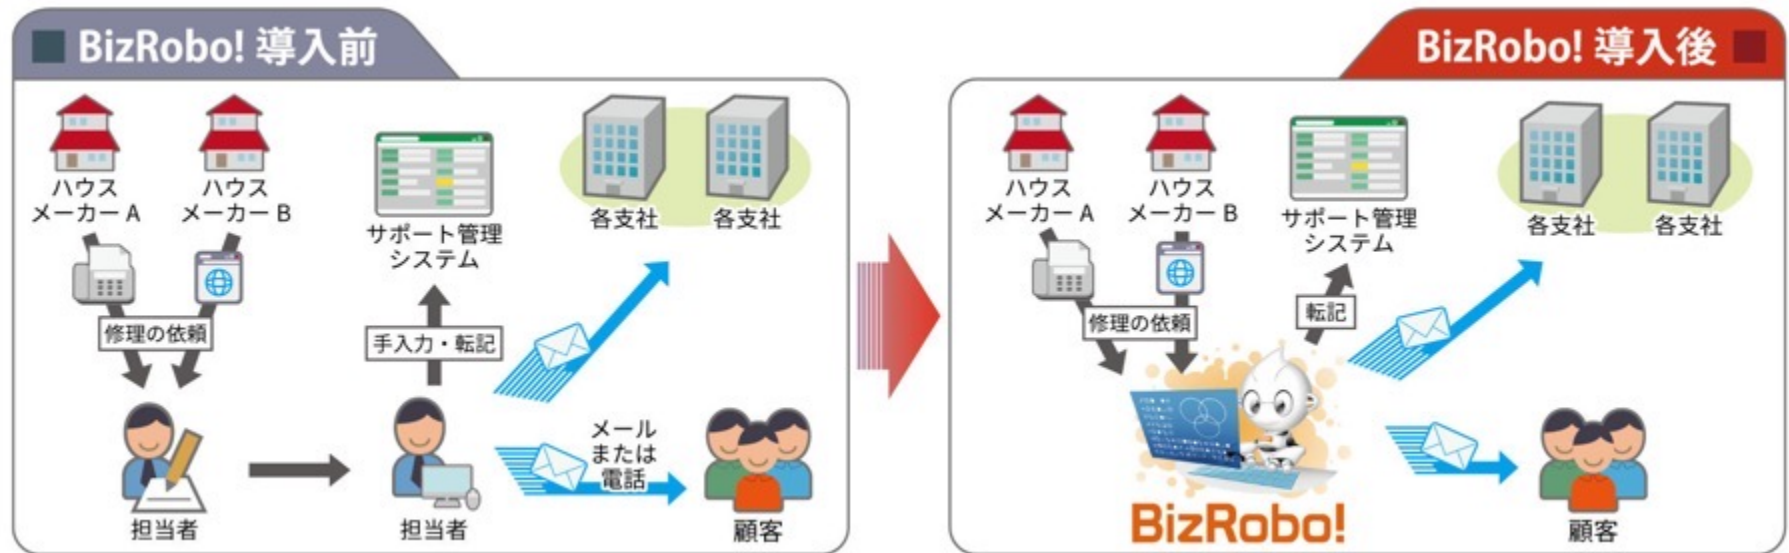 BizRobo! 導入前
ハウス
メーカー A
ハウス
メーカー B
サポート管理
システム
各支社
各支社
修理の依頼
手入力・転記
メール
または
電話
担当者
担当者
顧客
BizRobo! 導入後
ハウス
メーカー A
ハウス
メーカー B
サポート管理
システム
各支社
各支社
修理の依頼
転記
BizRobo!
顧客